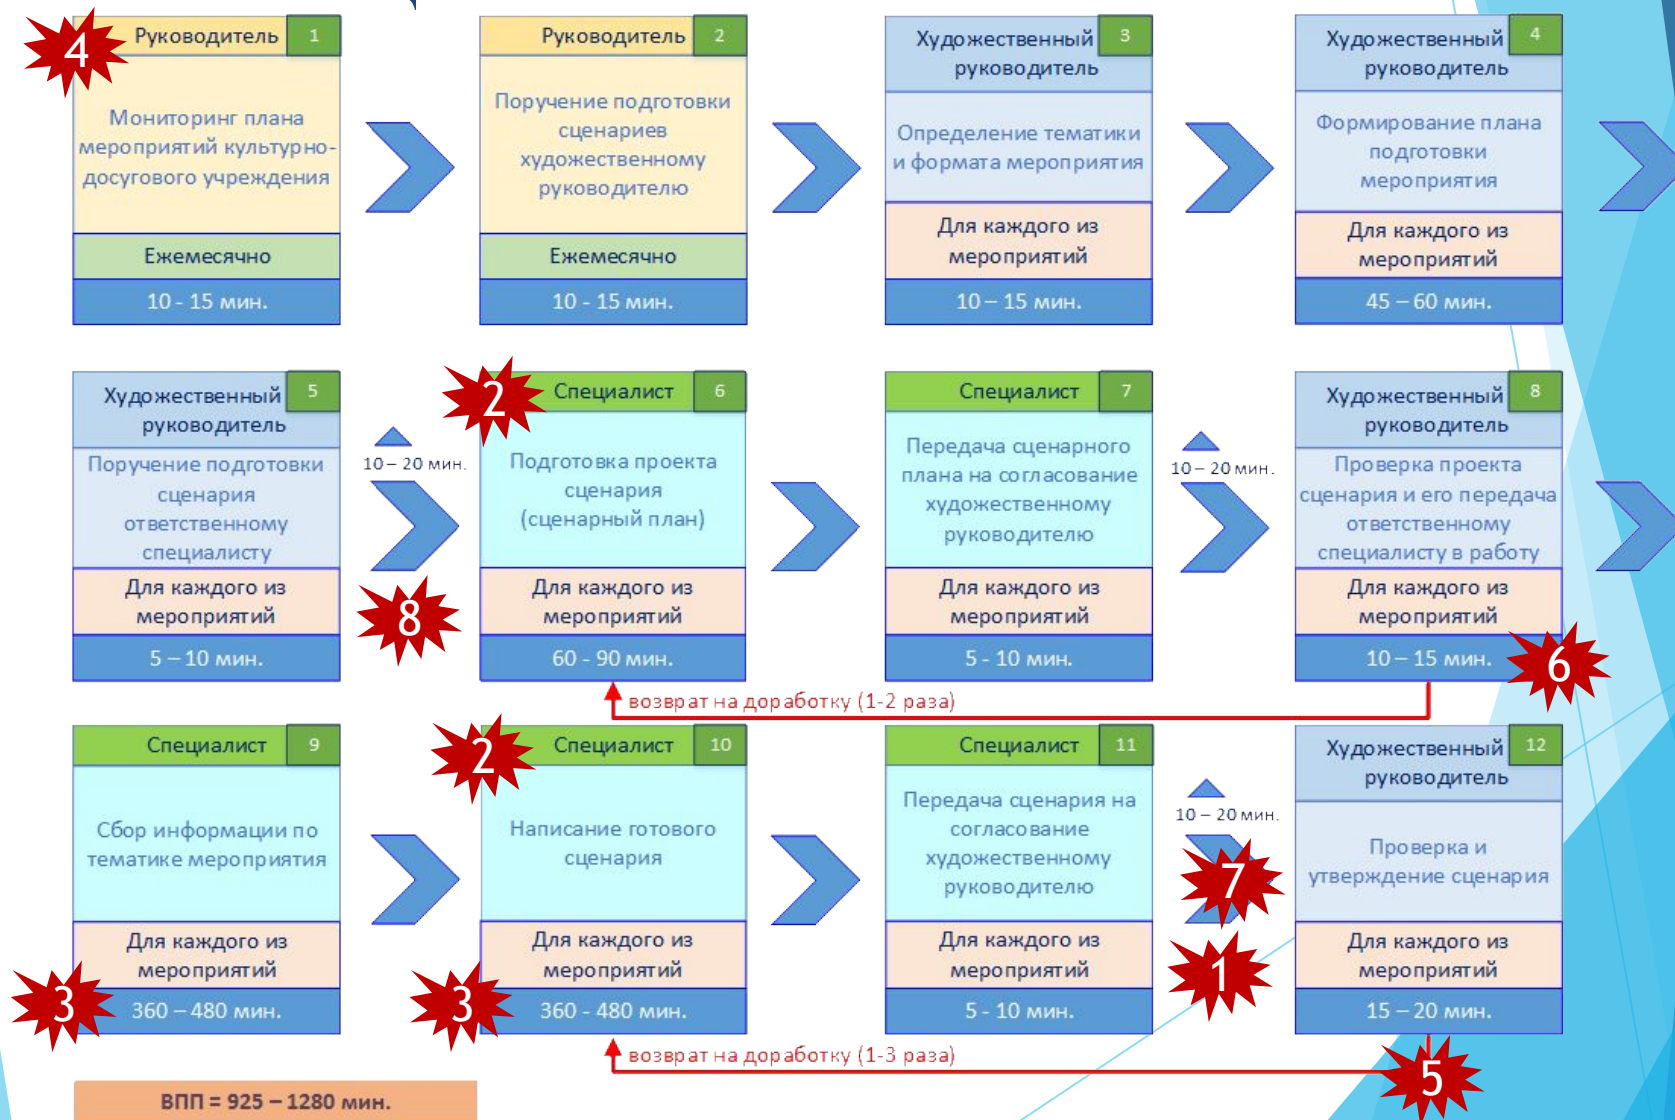 4
Руководитель 1
Мониторинг плана
мероприятий культурно-
досугового учреждения
Ежемесячно
10 - 15 мин.
Руководитель 2
Поручение подготовки
сценариев
художественному
руководителю
Ежемесячно
10 - 15 мин.
Художественный 3
руководитель
Определение тематики
и формата мероприятия
Для каждого из
мероприятий
10 – 15 мин.
Художественный 4
руководитель
Формирование плана
подготовки
мероприятия
Для каждого из
мероприятий
45 – 60 мин.
Художественный 5
руководитель
Поручение подготовки
сценария
ответственному
специалисту
Для каждого из
мероприятий
5 – 10 мин.
10 – 20 мин.
8
2
Специалист 6
Подготовка проекта
сценария
(сценарный план)
Для каждого из
мероприятий
60 - 90 мин.
Специалист 7
Передача сценарного
плана на согласование
художественному
руководителю
Для каждого из
мероприятий
5 - 10 мин.
10 – 20 мин.
Художественный 8
руководитель
Проверка проекта
сценария и его передача
ответственному
специалисту в работу
Для каждого из
мероприятий
10 – 15 мин.
6
возврат на доработку (1-2 раза)
Специалист 9
Сбор информации по
тематике мероприятия
Для каждого из
мероприятий
3
360 – 480 мин.
2
Специалист 10
Написание готового
сценария
Для каждого из
мероприятий
3
360 - 480 мин.
Специалист 11
Передача сценария на
согласование
художественному
руководителю
Для каждого из
мероприятий
5 - 10 мин.
10 – 20 мин.
7
1
Художественный 12
руководитель
Проверка и
утверждение сценария
Для каждого из
мероприятий
15 – 20 мин.
возврат на доработку (1-3 раза)
5
ВПП = 925 – 1280 мин.